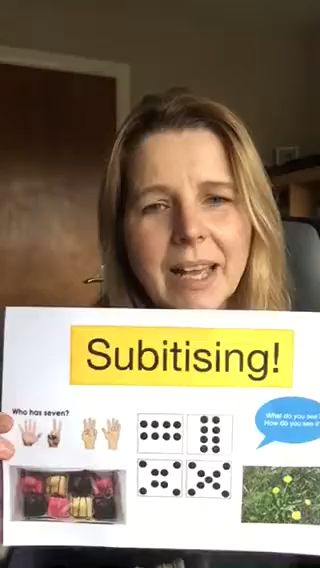 Subitising!
Who has seven?
What do you see?
How do you see it?